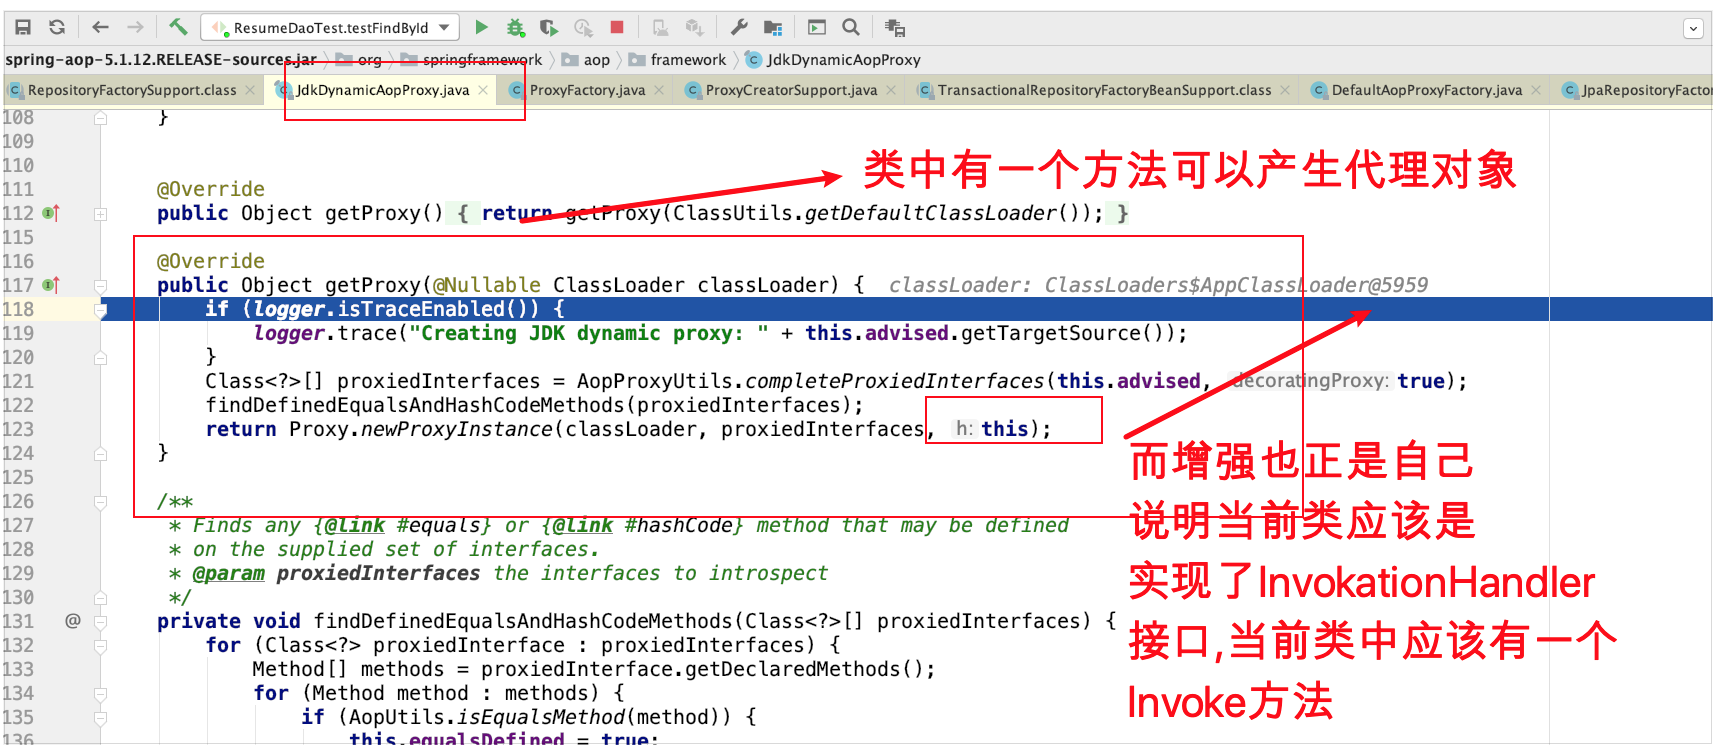 ResumeDaoTest.testFindById
spring-aop-5.1.12.RELEASE-sources.jar org springframework aop framework JdkDynamicAopProxy
RepositoryFactorySupport.class JdkDynamicAopProxy.java ProxyFactory.java ProxyCreatorSupport.java TransactionalRepositoryFactoryBeanSupport.class DefaultAopProxyFactory.java JpaRepositoryFactor
108 }
109
110
类中有一个方法可以产生代理对象
111 @Override
112 public Object getProxy() { return getProxy(ClassUtils.getDefaultClassLoader()); }
115
116 @Override
117 public Object getProxy(@Nullable ClassLoader classLoader) { classLoader: ClassLoaders$AppClassLoader@5959
118 if (logger.isTraceEnabled()) {
119 logger.trace("Creating JDK dynamic proxy: " + this.advised.getTargetSource());
120 }
121 Class<?>[] proxiedInterfaces = AopProxyUtils.completeProxiedInterfaces(this.advised, decoratingProxy: true);
122 findDefinedEqualsAndHashCodeMethods(proxiedInterfaces);
123 return Proxy.newProxyInstance(classLoader, proxiedInterfaces, h: this);
124 }
125
126 /**
127 * Finds any {@link #equals} or {@link #hashCode} method that may be defined
128 * on the supplied set of interfaces.
129 * @param proxiedInterfaces the interfaces to introspect
130 */
131 @ private void findDefinedEqualsAndHashCodeMethods(Class<?>[] proxiedInterfaces) {
132 for (Class<?> proxiedInterface : proxiedInterfaces) {
133 Method[] methods = proxiedInterface.getDeclaredMethods();
134 for (Method method : methods) {
135 if (AopUtils.isEqualsMethod(method)) {
136 this.equalsDefined = true;
而增强也正是自己
说明当前类应该是
实现了InvokationHandler
接口,当前类中应该有一个
Invoke方法